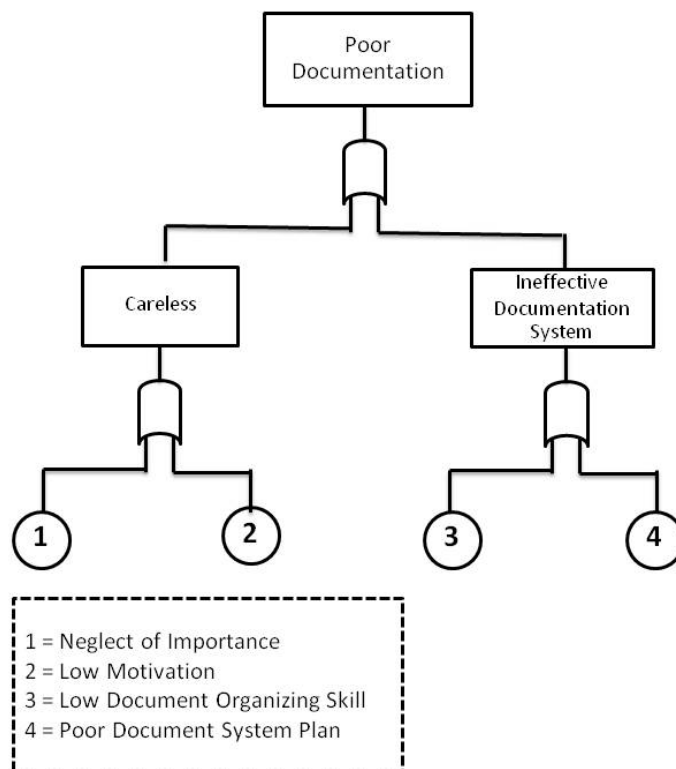 Poor
Documentation
Careless
Ineffective
Documentation
System
1
2
3
4
1 = Neglect of Importance
2 = Low Motivation
3 = Low Document Organizing Skill
4 = Poor Document System Plan